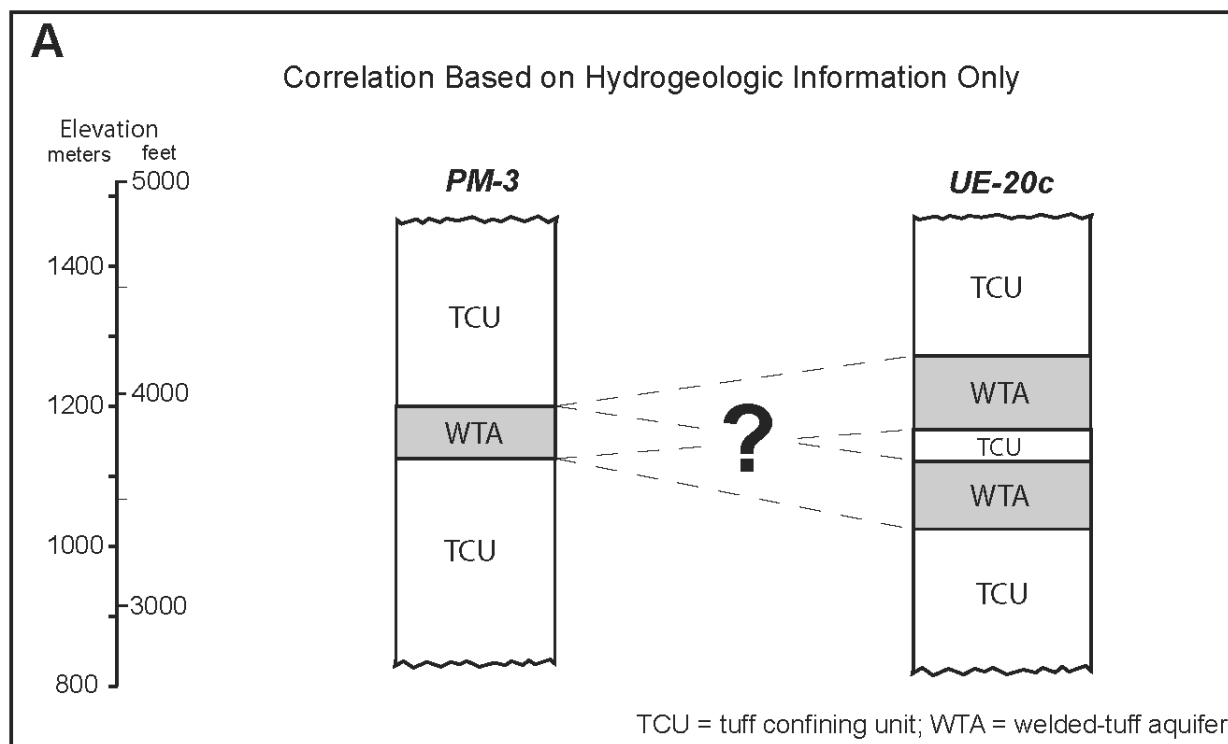 A
Correlation Based on Hydrogeologic Information Only
Elevation
meters feet
5000
PM-3
UE-20c
1400
TCU
TCU
4000
1200
WTA
WTA
?
TCU
WTA
1000
TCU
TCU
3000
800
TCU = tuff confining unit; WTA = welded-tuff aquifer